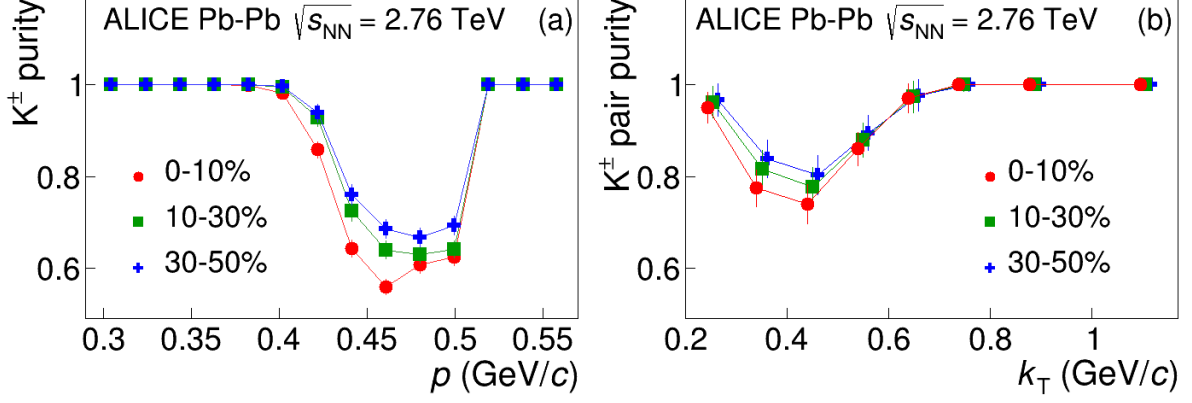 ALICE Pb-Pb √sNN = 2.76 TeV (a)
K± purity
1
0.8
0.6
0-10%
10-30%
30-50%
0.3 0.35 0.4 0.45 0.5 0.55
p (GeV/c)
ALICE Pb-Pb √sNN = 2.76 TeV (b)
K± pair purity
1
0.8
0.6
0-10%
10-30%
30-50%
0.2 0.4 0.6 0.8 1
kT (GeV/c)